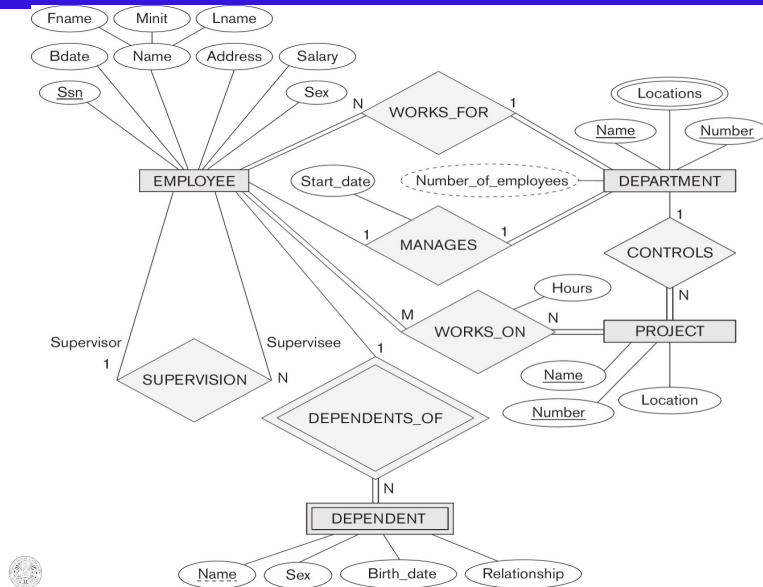 Fname Minit Lname
Bdate Name Address Salary
Ssn Sex
N WORKS_FOR 1
Locations
Name Number
EMPLOYEE Start_date Number_of_employees DEPARTMENT
1 MANAGES 1
1
CONTROLS
N
Hours
M WORKS_ON N PROJECT
Supervisor Supervisee
1 SUPERVISION N
1
Name
Number Location
DEPENDENTS_OF
N
DEPENDENT
Name Sex Birth_date Relationship